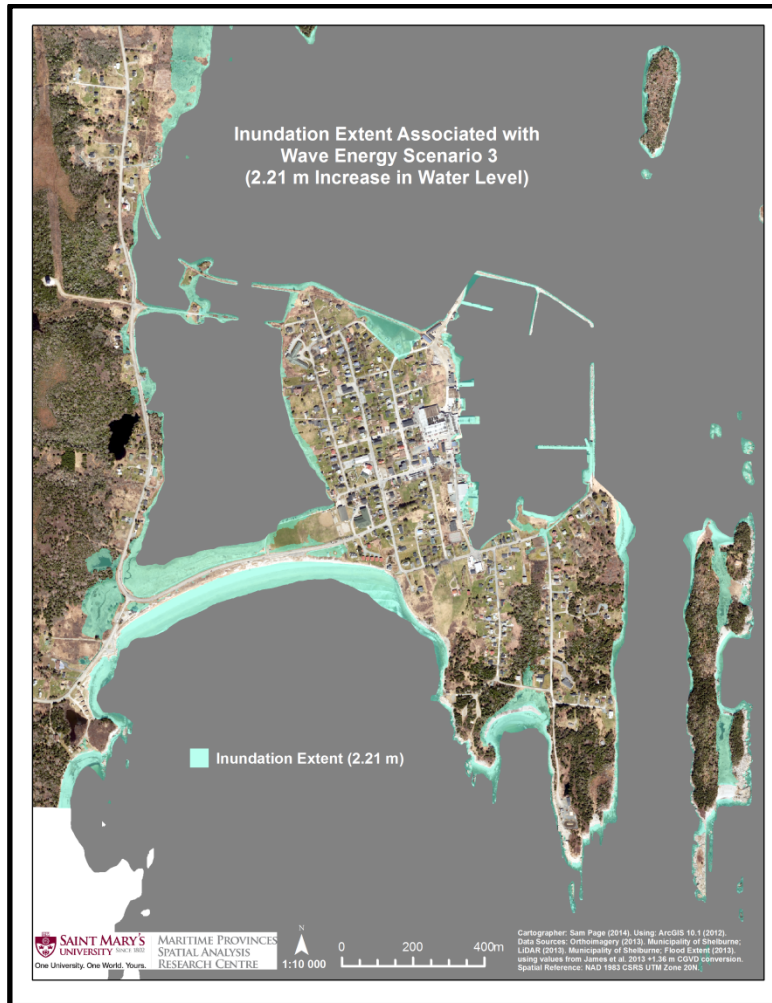 Inundation Extent Associated with
Wave Energy Scenario 3
(2.21 m Increase in Water Level)
Inundation Extent (2.21 m)
SAINT MARY'S
UNIVERSITY SINCE 1802
One University. One World. Yours.
MARITIME PROVINCES
SPATIAL ANALYSIS
RESEARCH CENTRE
N
1:10 000
0 200 400m
Cartographer: Sam Page (2014). Using: ArcGIS 10.1 (2012).
Data Sources: Orthoimagery (2013). Municipality of Shelburne;
LiDAR (2013). Municipality of Shelburne; Flood Extent (2013).
using values from James et al. 2013 +1.36 m CGVD conversion.
Spatial Reference: NAD 1983 CSRS UTM Zone 20N.